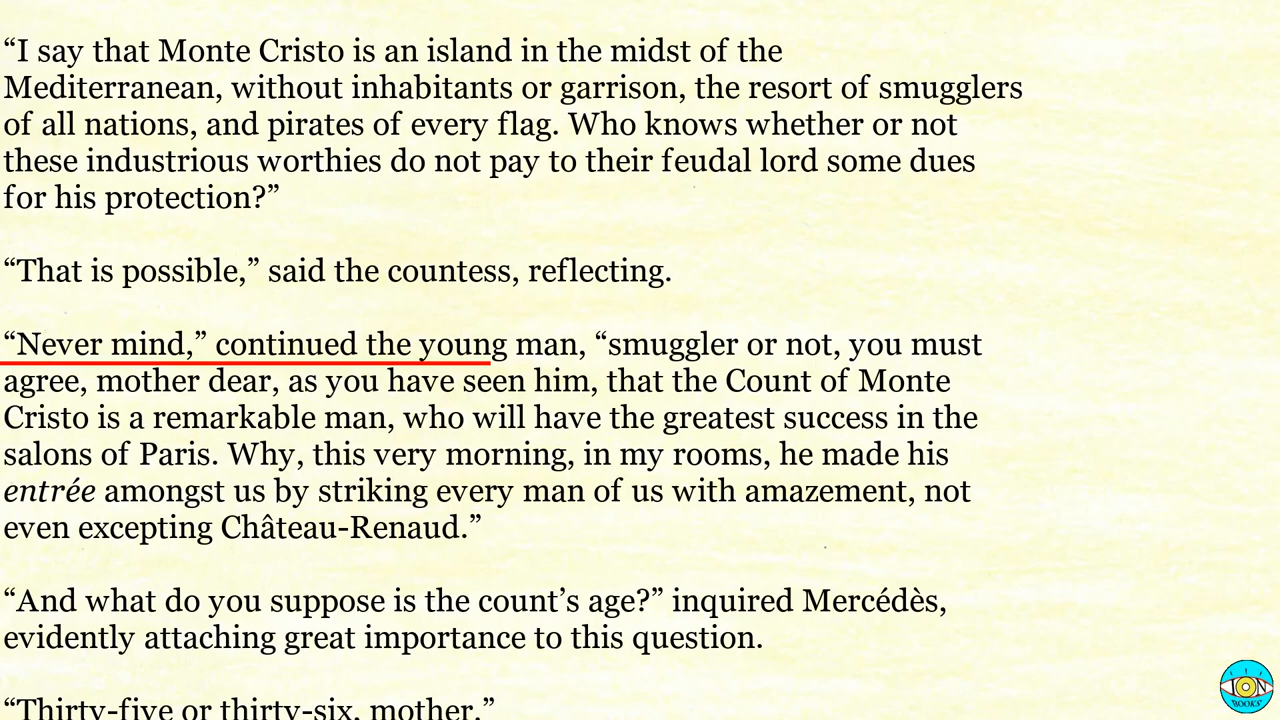 “I say that Monte Cristo is an island in the midst of the
Mediterranean, without inhabitants or garrison, the resort of smugglers
of all nations, and pirates of every flag. Who knows whether or not
these industrious worthies do not pay to their feudal lord some dues
for his protection?”
“That is possible,” said the countess, reflecting.
“Never mind,” continued the young man, “smuggler or not, you must
agree, mother dear, as you have seen him, that the Count of Monte
Cristo is a remarkable man, who will have the greatest success in the
salons of Paris. Why, this very morning, in my rooms, he made his
entrée amongst us by striking every man of us with amazement, not
even excepting Château-Renaud.”
“And what do you suppose is the count’s age?” inquired Mercédès,
evidently attaching great importance to this question.
“Thirty-five or thirty-six, mother.”
ION
BOOKS